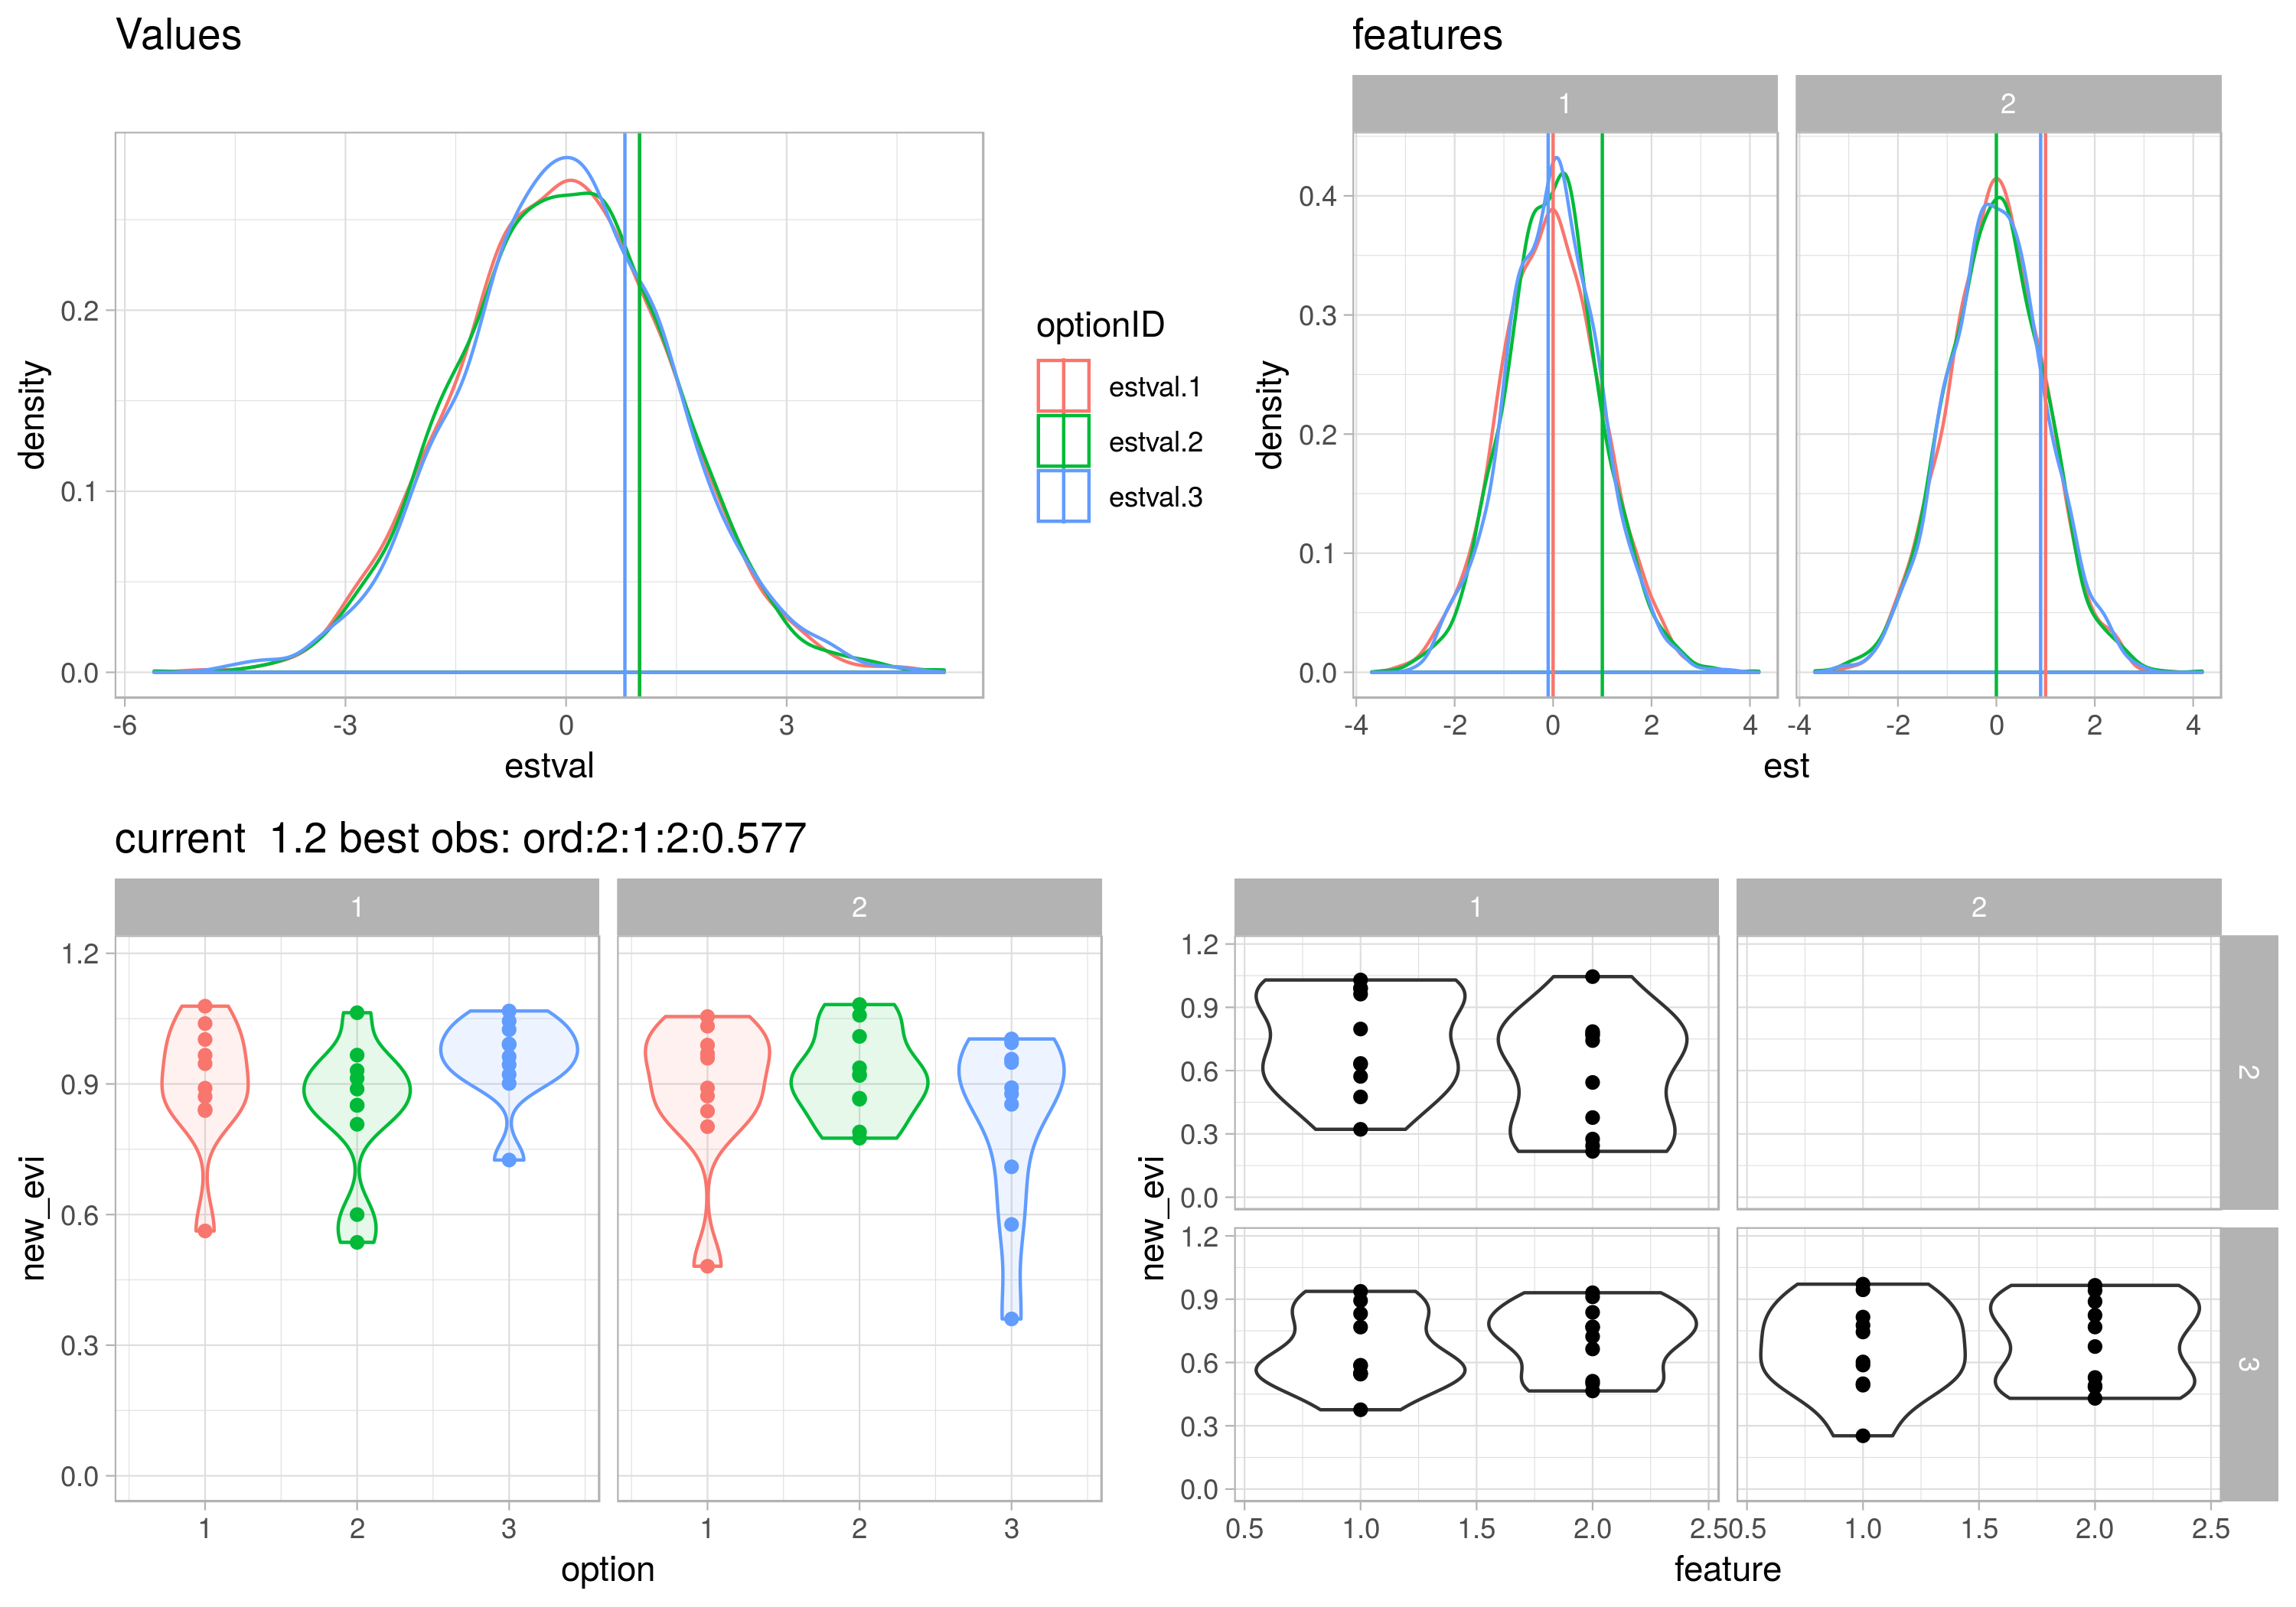 Values
density
0.2
0.1
0.0
-6 -3 0 3
estval
optionID
estval.1
estval.2
estval.3
features
1 2
density
0.4
0.3
0.2
0.1
0.0
-4 -2 0 2 4 -4 -2 0 2 4
est
current  1.2 best obs: ord:2:1:2:0.577
1 2
new_evi
1.2
0.9
0.6
0.3
0.0
1 2 3 1 2 3
option
1 2
new_evi
1.2
0.9
0.6
0.3
0.0
2
1.2
0.9
0.6
0.3
0.0
3
0.5 1.0 1.5 2.0 2.5 0.5 1.0 1.5 2.0 2.5
feature